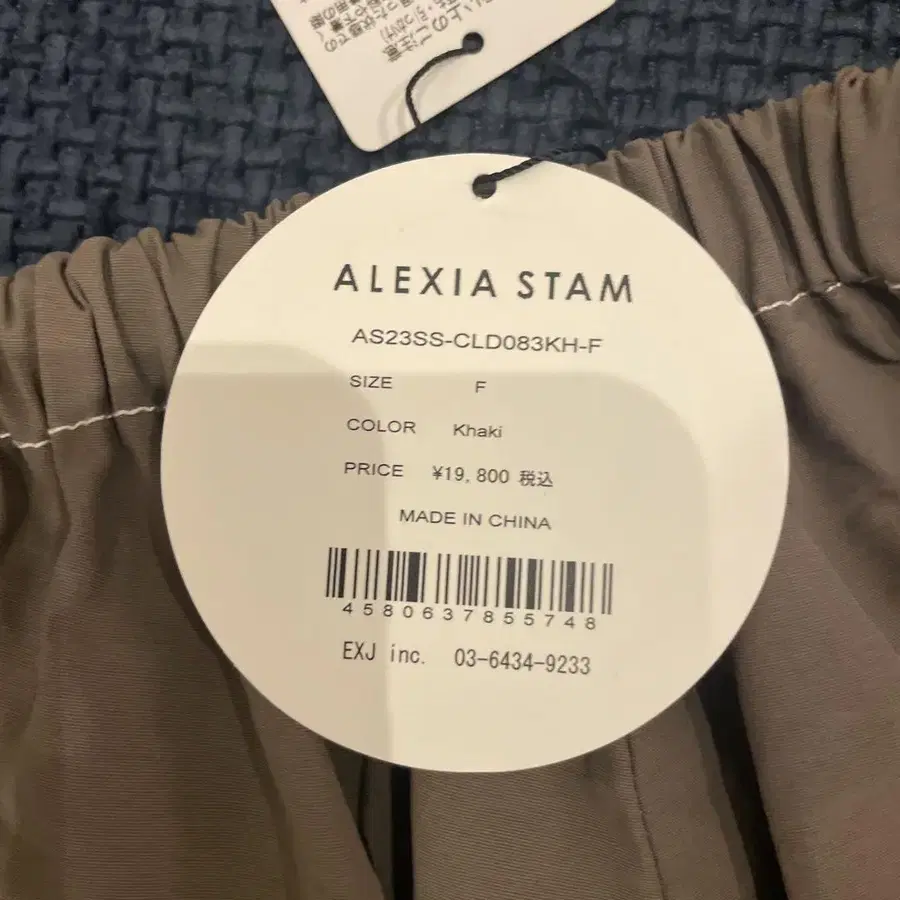 ALEXIA STAM
AS23SS-CLD083KH-F
SIZE F
COLOR Khaki
PRICE ¥19,800 税込
MADE IN CHINA
4580637855748
EXJ inc. 03-6434-9233